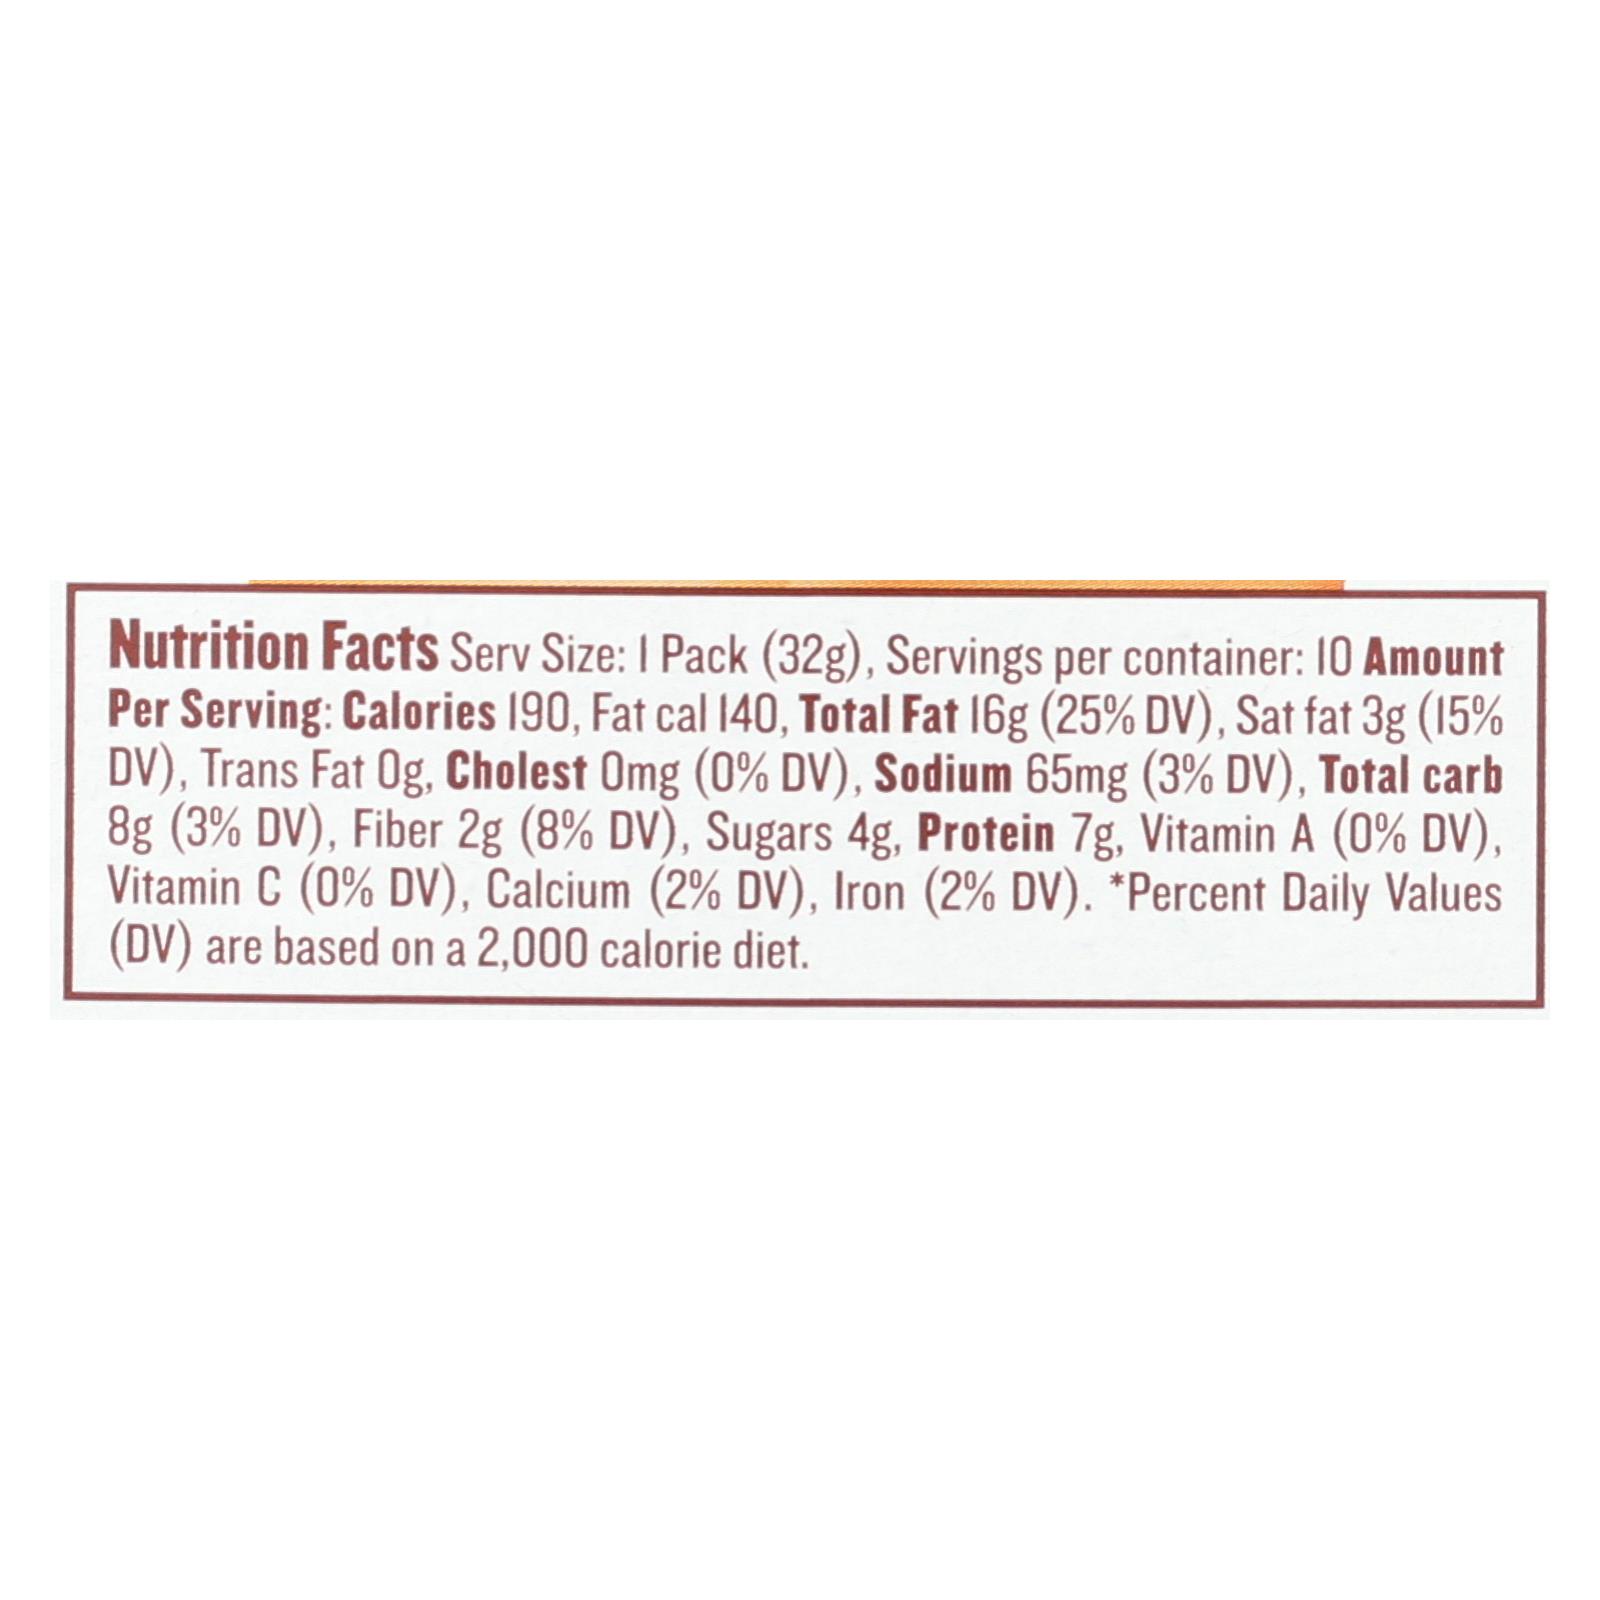 Nutrition Facts Serv Size: 1 Pack (32g), Servings per container: 10 Amount
Per Serving: Calories 190, Fat cal 140, Total Fat 16g (25% DV), Sat fat 3g (15%
DV), Trans Fat 0g, Cholest 0mg (0% DV), Sodium 65mg (3% DV), Total carb
8g (3% DV), Fiber 2g (8% DV), Sugars 4g, Protein 7g, Vitamin A (0% DV),
Vitamin C (0% DV), Calcium (2% DV), Iron (2% DV). *Percent Daily Values
(DV) are based on a 2,000 calorie diet.